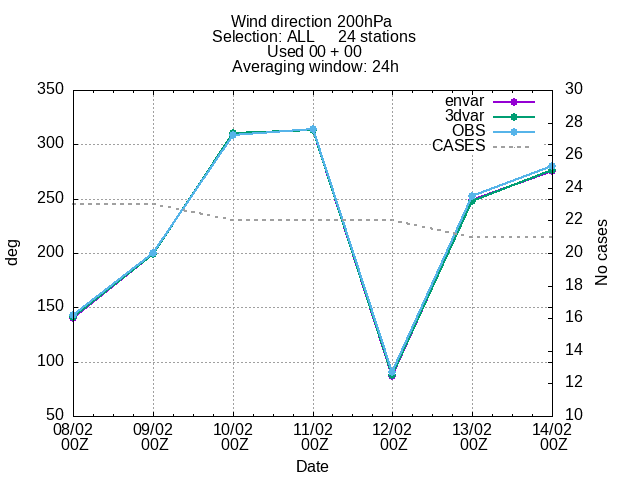 Wind direction 200hPa
Selection: ALL 24 stations
Used 00 + 00
Averaging window: 24h
envar
3dvar
OBS
CASES
350
300
250
200
150
100
50
deg
30
28
26
24
22
20
18
16
14
12
10
No cases
08/02 09/02 10/02 11/02 12/02 13/02 14/02
00Z 00Z 00Z 00Z 00Z 00Z 00Z
Date